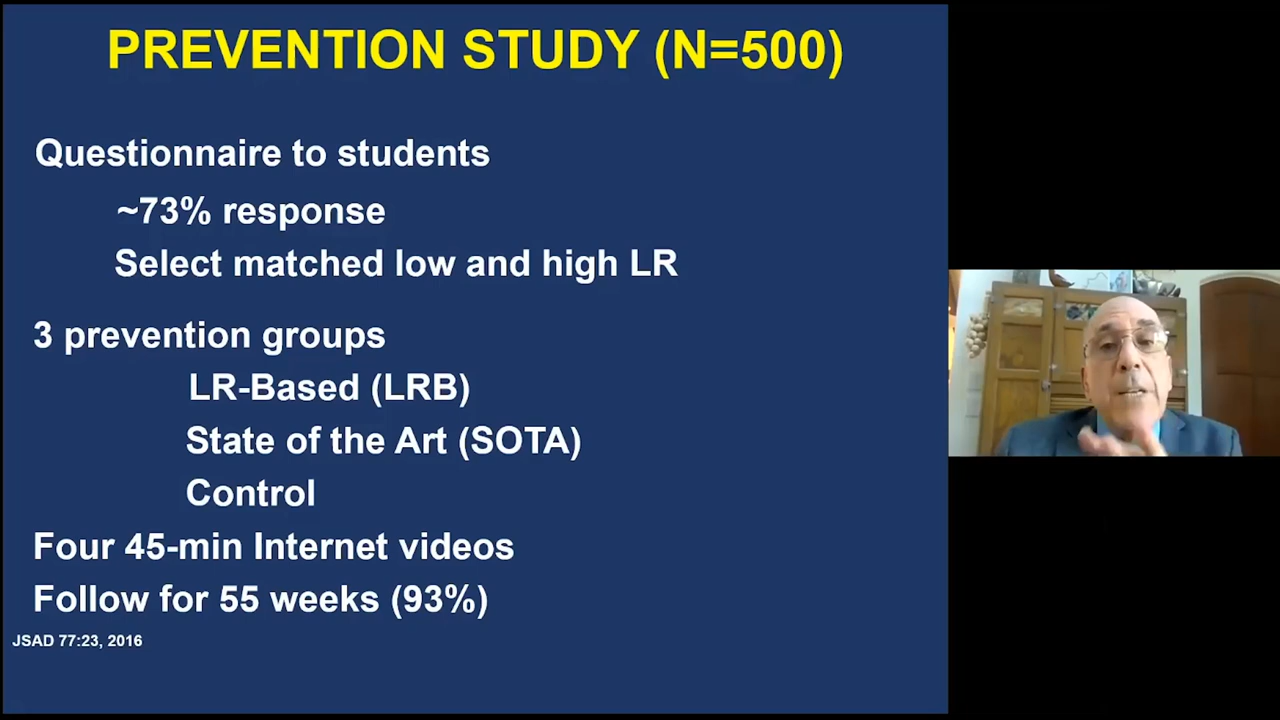 PREVENTION STUDY (N=500)
Questionnaire to students
~73% response
Select matched low and high LR
3 prevention groups
LR-Based (LRB)
State of the Art (SOTA)
Control
Four 45-min Internet videos
Follow for 55 weeks (93%)
JSAD 77:23, 2016